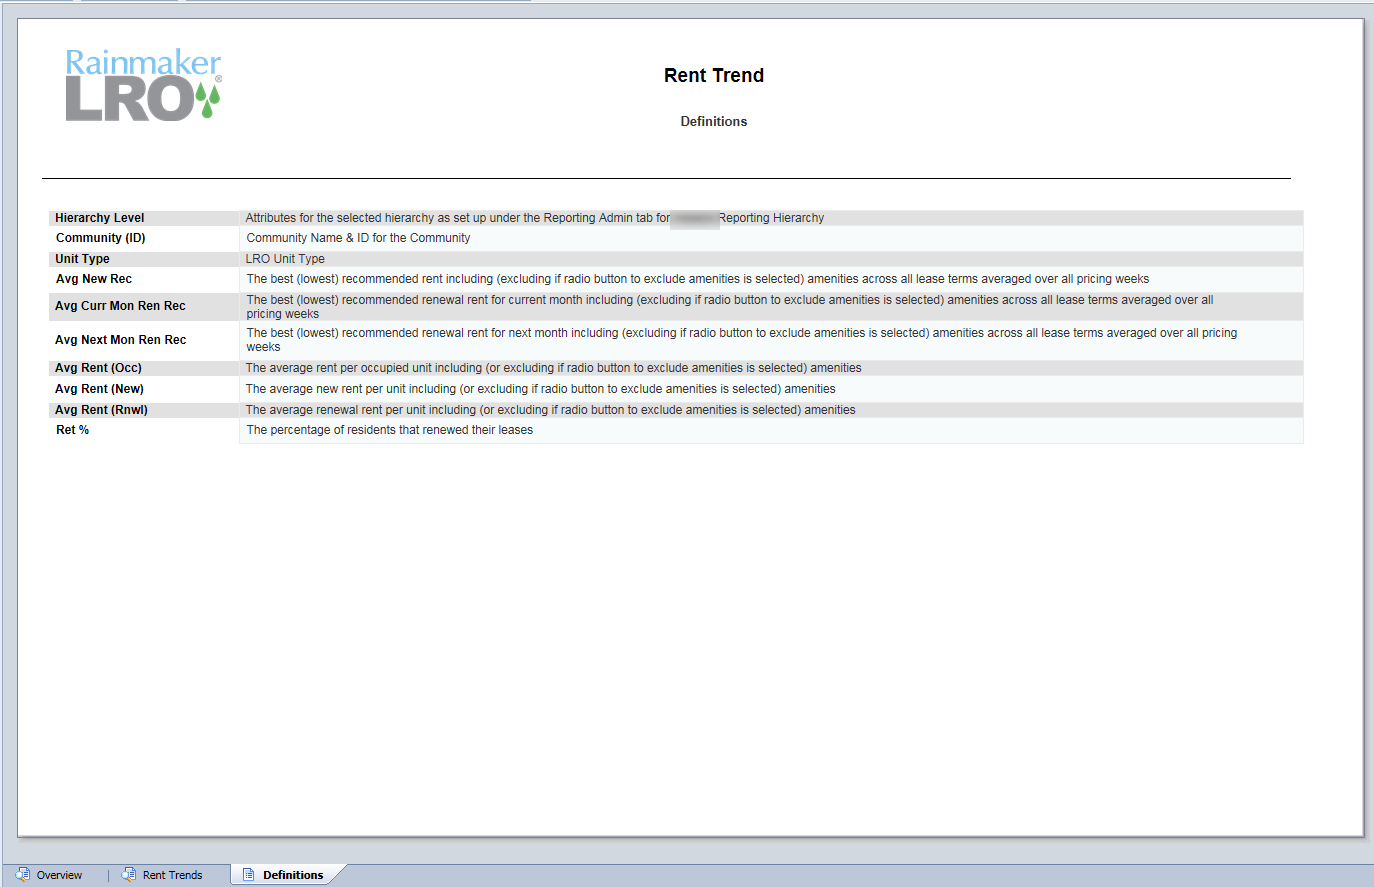 Rainmaker
LRO®
Rent Trend
Definitions
Hierarchy Level Attributes for the selected hierarchy as set up under the Reporting Admin tab for Reporting Hierarchy
Community (ID) Community Name & ID for the Community
Unit Type LRO Unit Type
Avg New Rec The best (lowest) recommended rent including (excluding if radio button to exclude amenities is selected) amenities across all lease terms averaged over all pricing weeks
Avg Curr Mon Ren Rec The best (lowest) recommended renewal rent for current month including (excluding if radio button to exclude amenities is selected) amenities across all lease terms averaged over all
pricing weeks
Avg Next Mon Ren Rec The best (lowest) recommended renewal rent for next month including (excluding if radio button to exclude amenities is selected) amenities across all lease terms averaged over all pricing
weeks
Avg Rent (Occ) The average rent per occupied unit including (or excluding if radio button to exclude amenities is selected) amenities
Avg Rent (New) The average new rent per unit including (or excluding if radio button to exclude amenities is selected) amenities
Avg Rent (Rnwl) The average renewal rent per unit including (or excluding if radio button to exclude amenities is selected) amenities
Ret % The percentage of residents that renewed their leases
Overview | Rent Trends Definitions